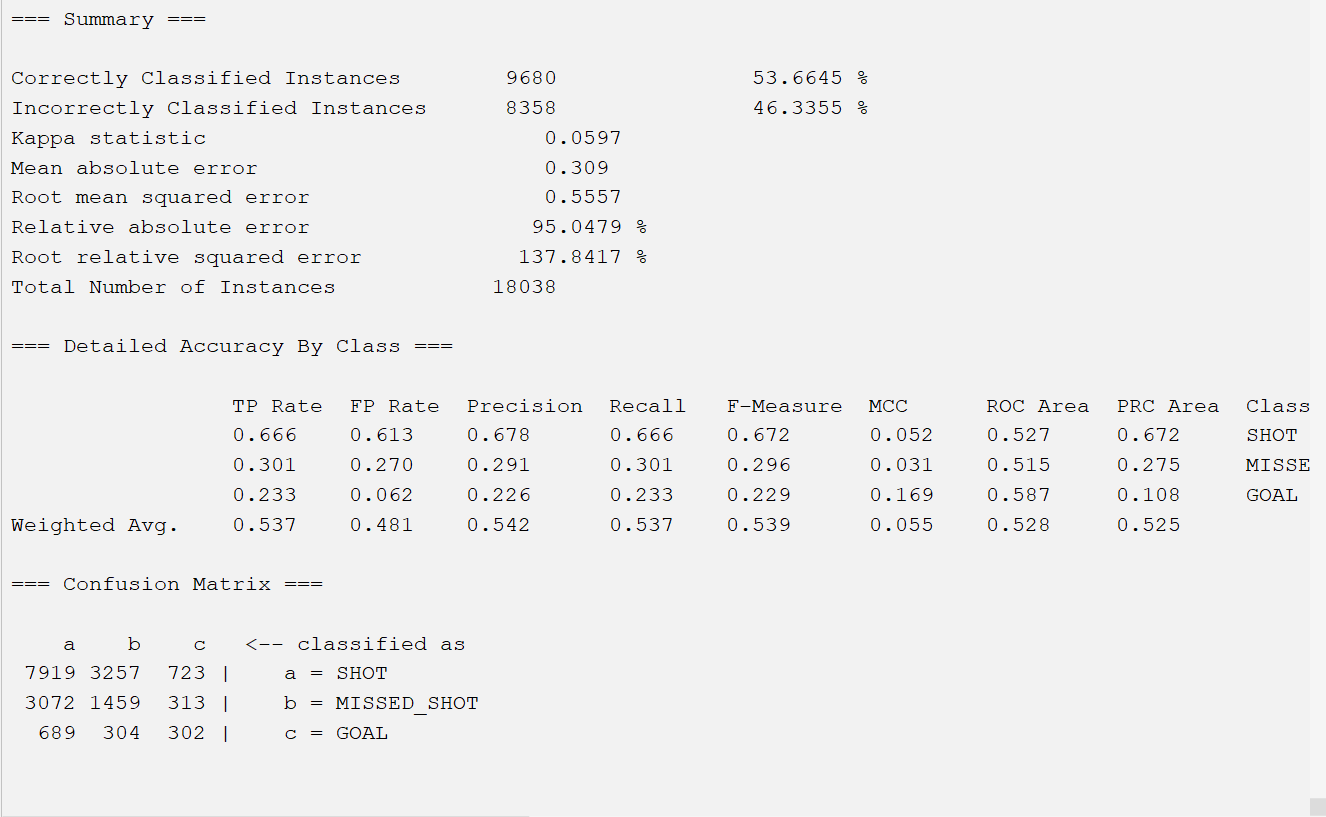 === Summary ===
Correctly Classified Instances 9680 53.6645 %
Incorrectly Classified Instances 8358 46.3355 %
Kappa statistic 0.0597
Mean absolute error 0.309
Root mean squared error 0.5557
Relative absolute error 95.0479 %
Root relative squared error 137.8417 %
Total Number of Instances 18038
=== Detailed Accuracy By Class ===
TP Rate FP Rate Precision Recall F-Measure MCC ROC Area PRC Area Class
0.666 0.613 0.678 0.666 0.672 0.052 0.527 0.672 SHOT
0.301 0.270 0.291 0.301 0.296 0.031 0.515 0.275 MISSE
0.233 0.062 0.226 0.233 0.229 0.169 0.587 0.108 GOAL
Weighted Avg. 0.537 0.481 0.542 0.537 0.539 0.055 0.528 0.525
=== Confusion Matrix ===
a b c <-- classified as
7919 3257 723 | a = SHOT
3072 1459 313 | b = MISSED_SHOT
689 304 302 | c = GOAL